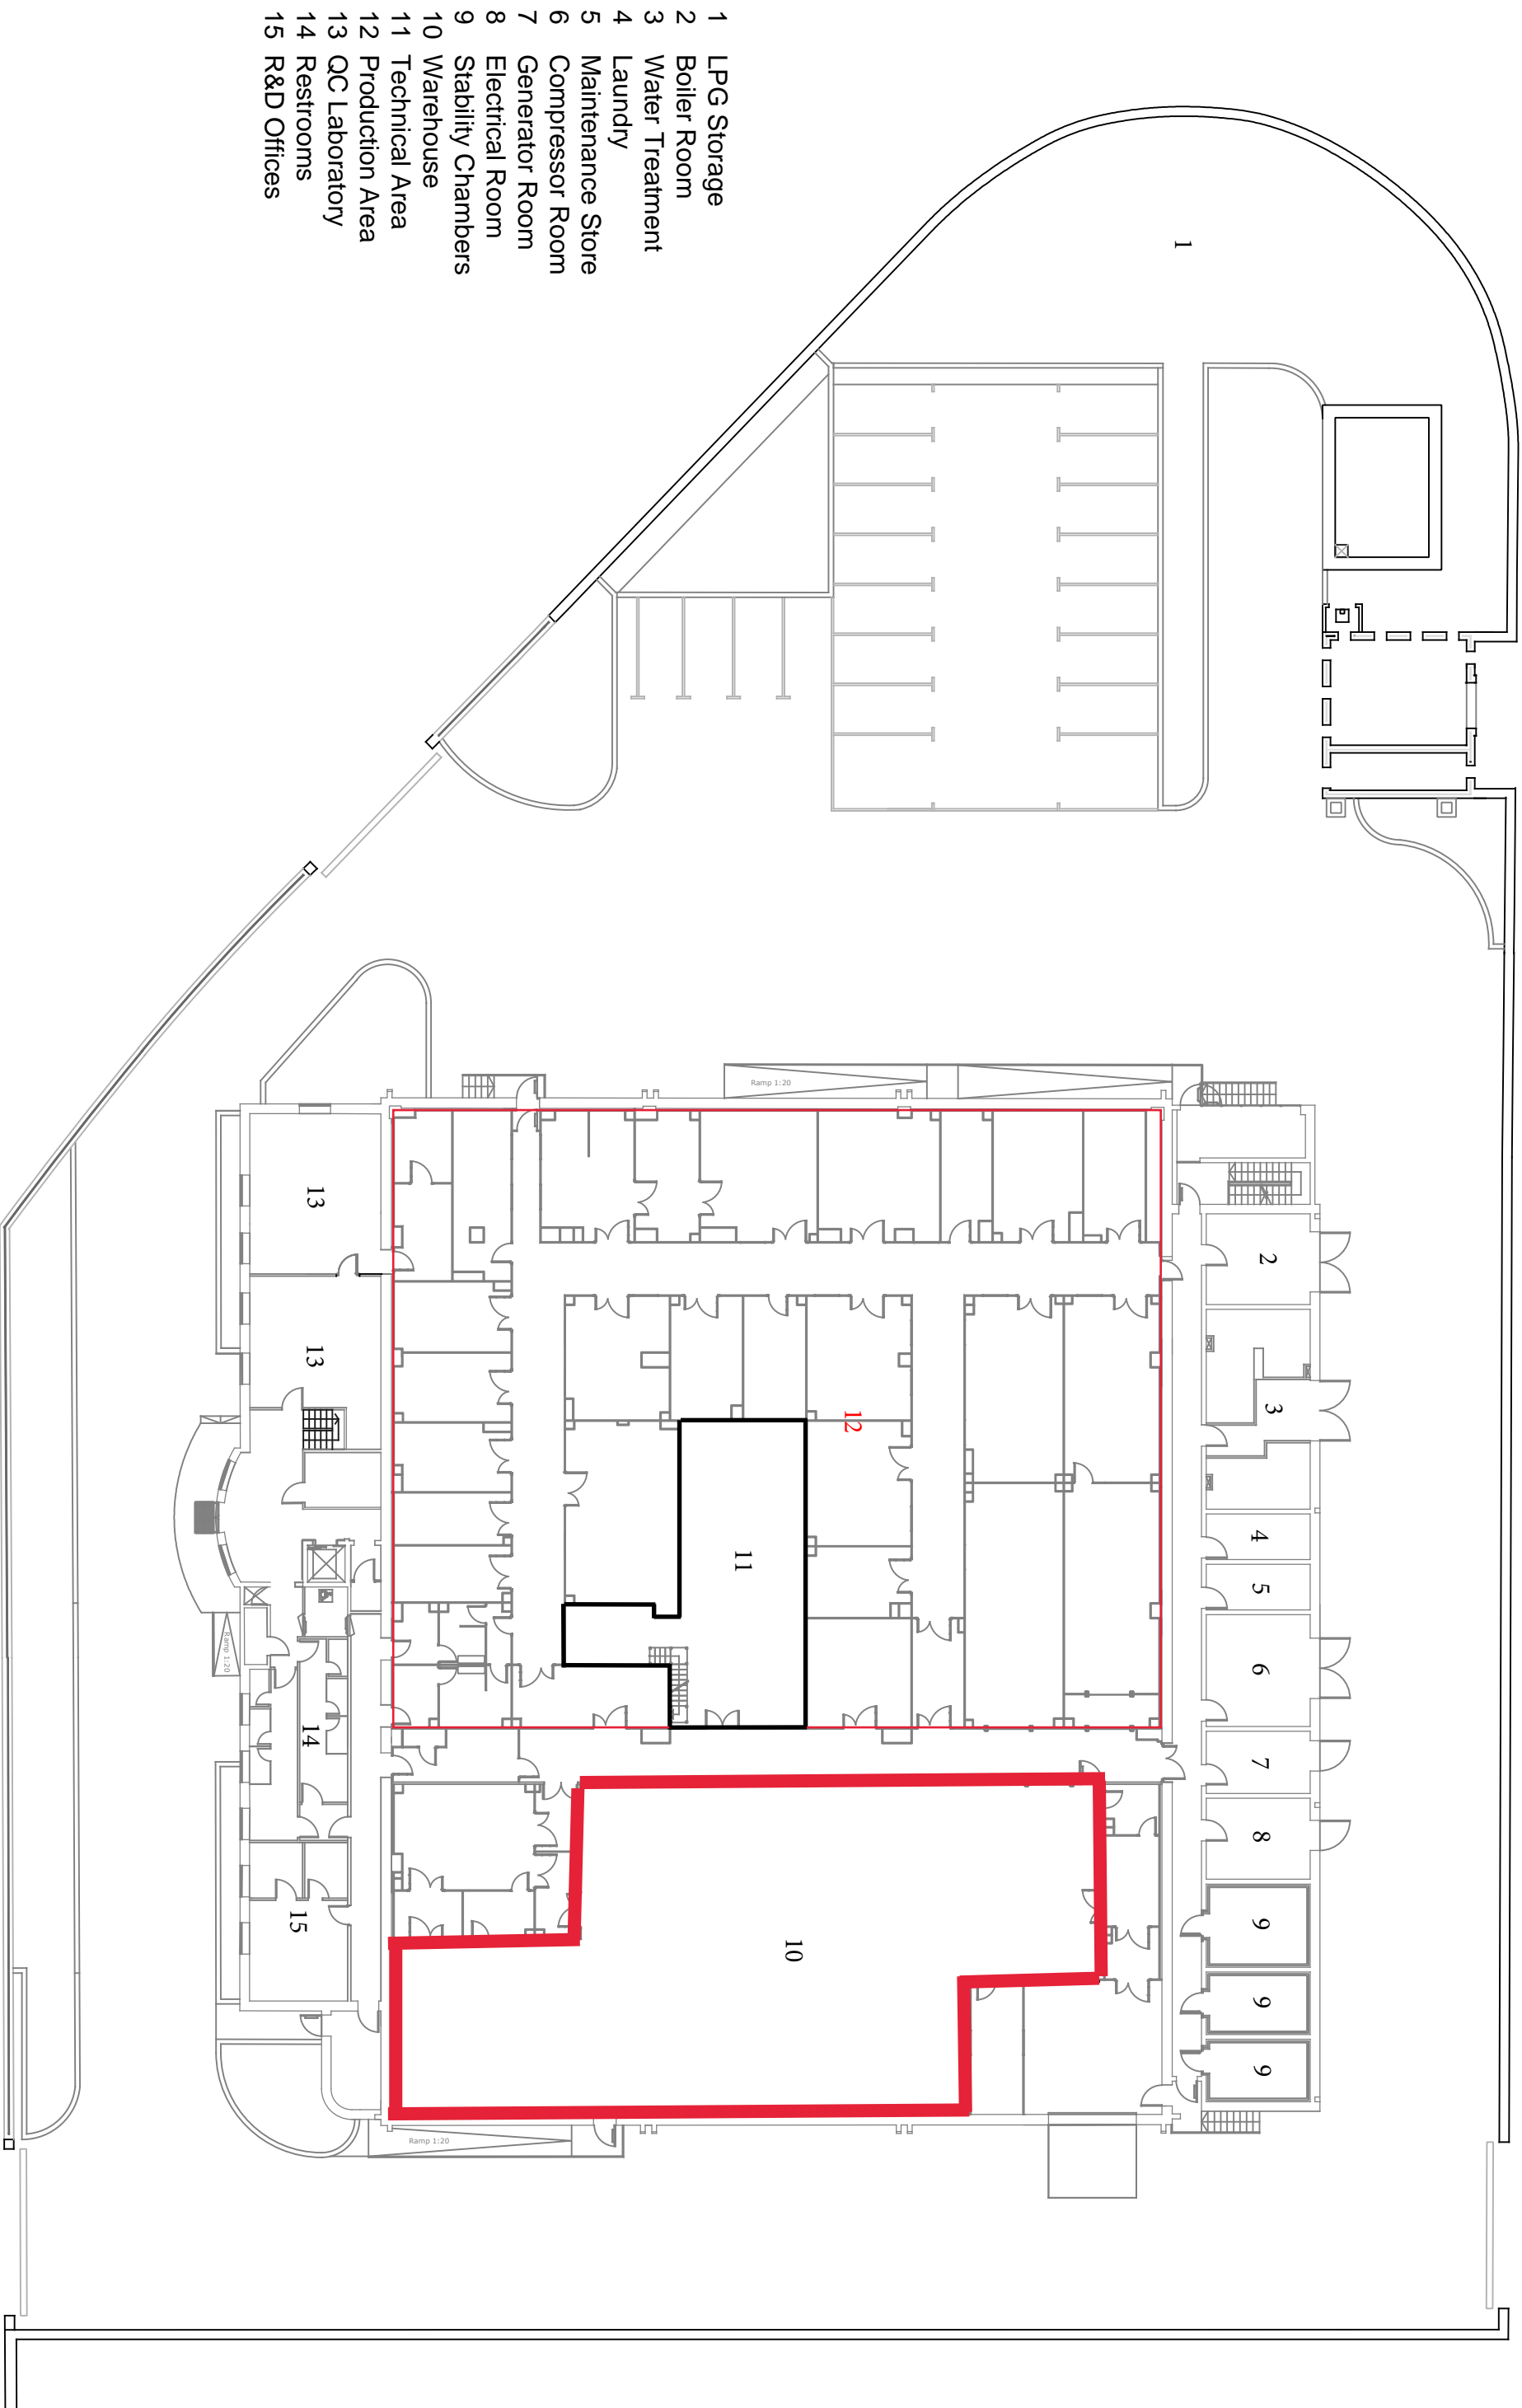 1 LPG Storage
2 Boiler Room
3 Water Treatment
4 Laundry
5 Maintenance Store
6 Compressor Room
7 Generator Room
8 Electrical Room
9 Stability Chambers
10 Warehouse
11 Technical Area
12 Production Area
13 QC Laboratory
14 Restrooms
15 R&D Offices
1
Ramp 1:20
13
2
13
3
12
4
11
5
Ramp 1:20
6
14
7
8
15
9
10
9
9
Ramp 1:20